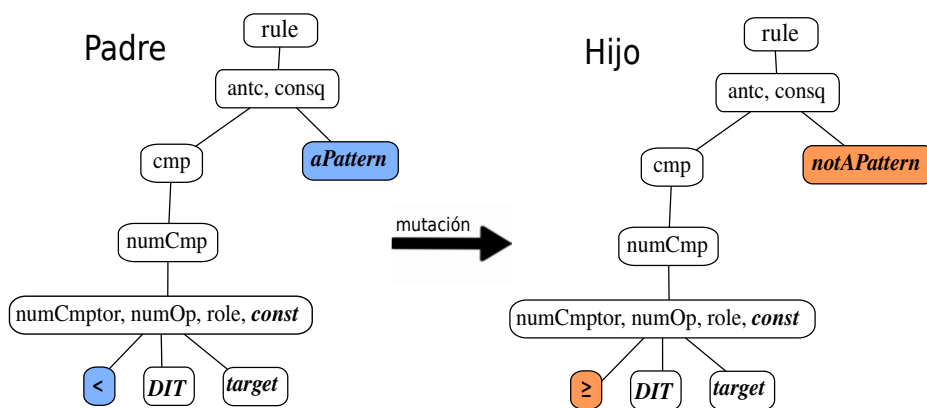 Padre
rule
antc, consq
cmp
aPattern
numCmp
numCmptor, numOp, role, const
<
DIT
target
mutación
Hijo
rule
antc, consq
cmp
notAPattern
numCmp
numCmptor, numOp, role, const
≥
DIT
target